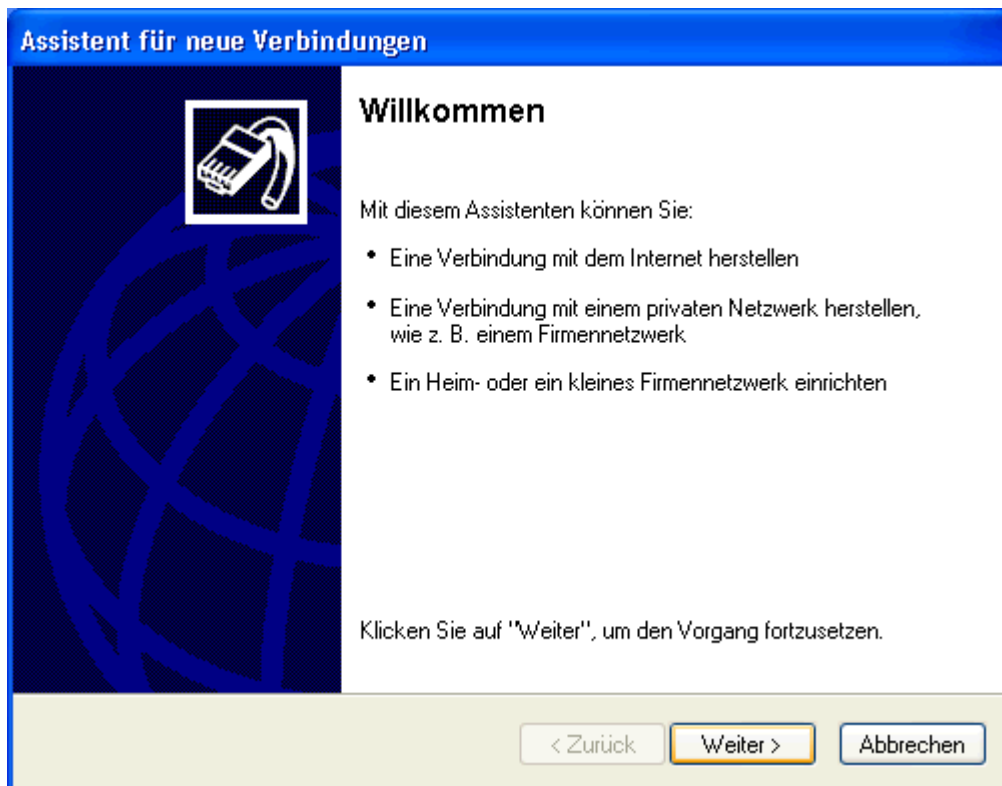 Assistent für neue Verbindungen
Willkommen
Mit diesem Assistenten können Sie:
• Eine Verbindung mit dem Internet herstellen
• Eine Verbindung mit einem privaten Netzwerk herstellen,
wie z. B. einem Firmennetzwerk
• Ein Heim- oder ein kleines Firmennetzwerk einrichten
Klicken Sie auf "Weiter", um den Vorgang fortzusetzen.
< Zurück Weiter > Abbrechen